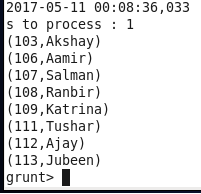 2017-05-11 00:08:36,033
s to process : 1
(103,Akshay)
(106,Aamir)
(107,Salman)
(108,Ranbir)
(109,Katrina)
(111,Tushar)
(112,Ajay)
(113,Jubeen)
grunt>